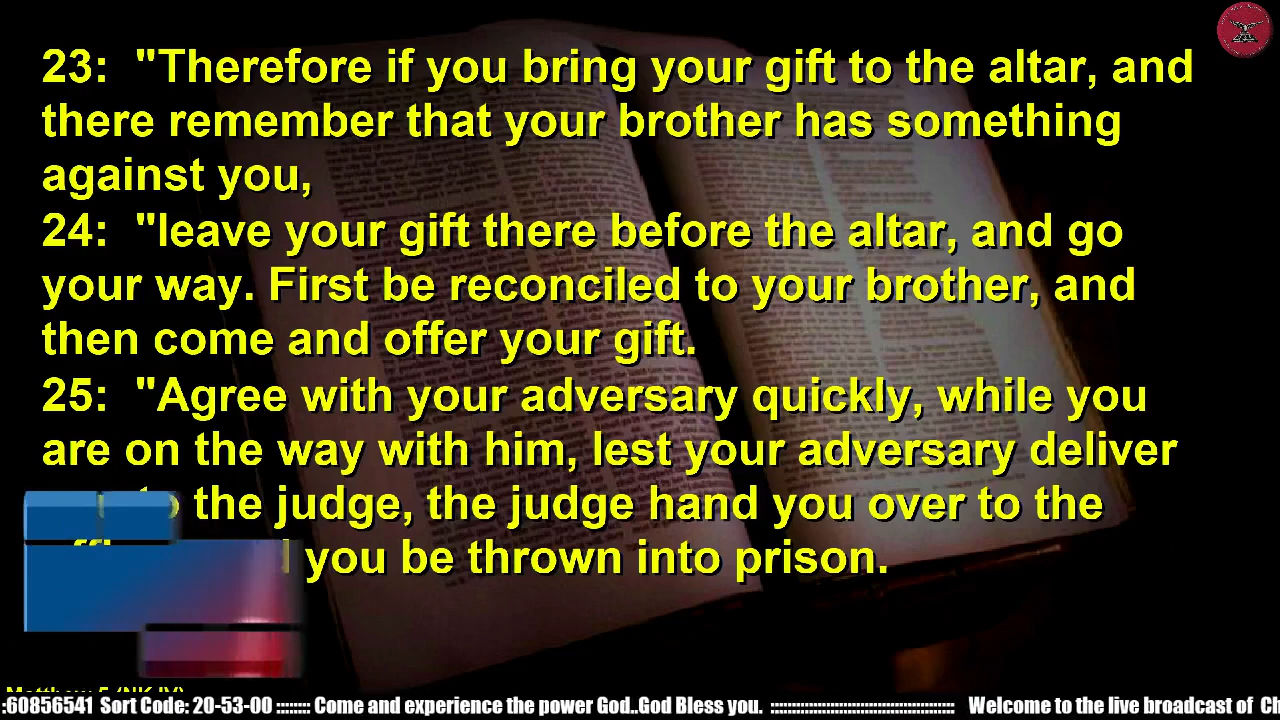 23:  "Therefore if you bring your gift to the altar, and
there remember that your brother has something
against you,
24:  "leave your gift there before the altar, and go
your way. First be reconciled to your brother, and
then come and offer your gift.
25:  "Agree with your adversary quickly, while you
are on the way with him, lest your adversary deliver
the judge, the judge hand you over to the
you be thrown into prison.
Matthew 5 (NKJV)
:60856541  Sort Code: 20-53-00 :::::::: Come and experience the power God..God Bless you.  ::::::::::::::::::::::::::::::::::::::::::::    Welcome to the live broadcast of